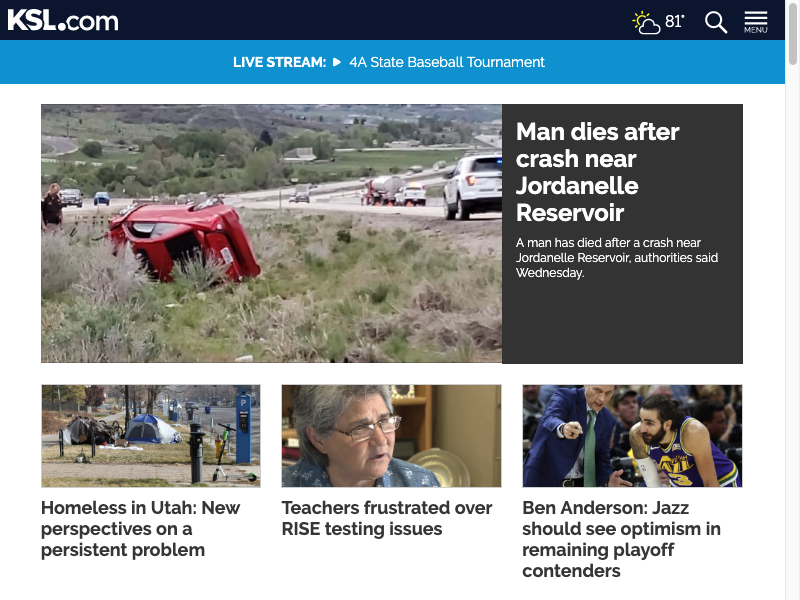 KSL.com
81°
MENU
LIVE STREAM: 4A State Baseball Tournament
Man dies after
crash near
Jordanelle
Reservoir
A man has died after a crash near
Jordanelle Reservoir, authorities said
Wednesday.
P
Homeless in Utah: New
perspectives on a
persistent problem
Teachers frustrated over
RISE testing issues
Ben Anderson: Jazz
should see optimism in
remaining playoff
contenders